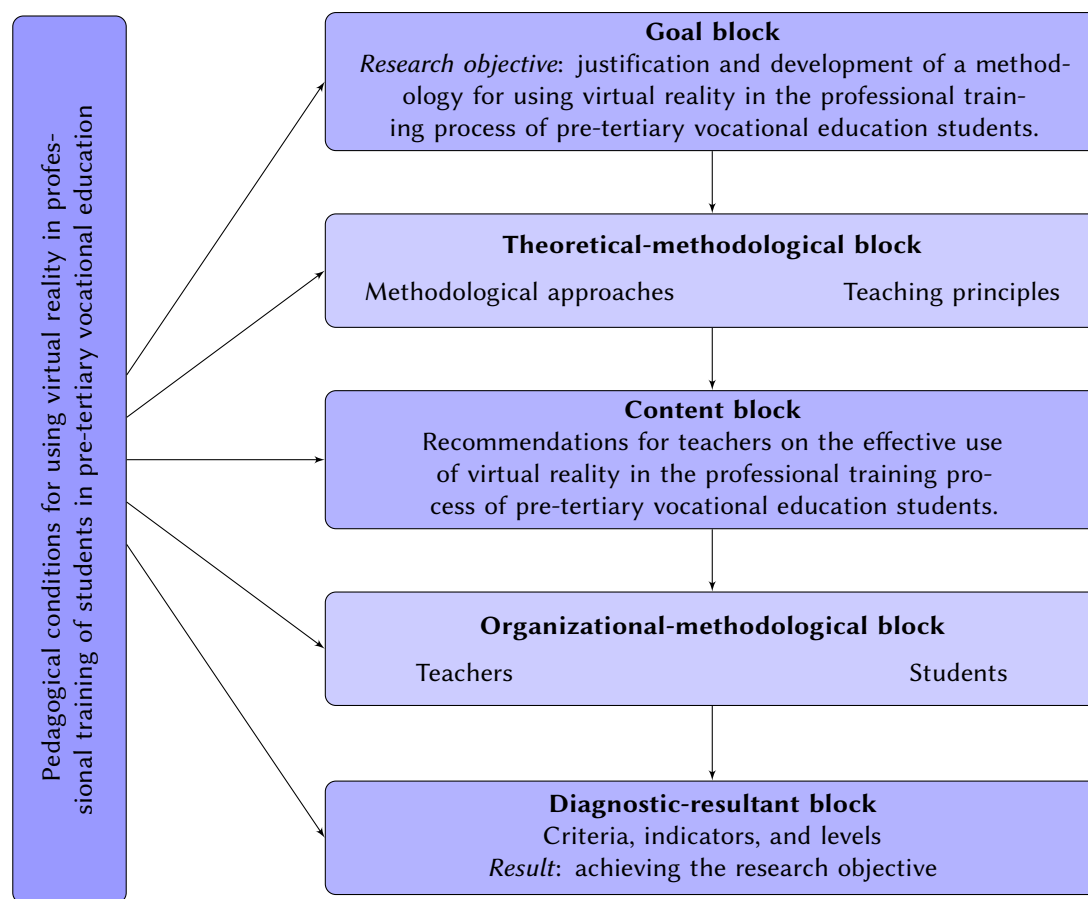 Pedagogical conditions for using virtual reality in profes-
sional training of students in pre-tertiary vocational education
Goal block
Research objective: justification and development of a method-
ology for using virtual reality in the professional train-
ing process of pre-tertiary vocational education students.
Theoretical-methodological block
Methodological approaches Teaching principles
Content block
Recommendations for teachers on the effective use
of virtual reality in the professional training pro-
cess of pre-tertiary vocational education students.
Organizational-methodological block
Teachers Students
Diagnostic-resultant block
Criteria, indicators, and levels
Result: achieving the research objective